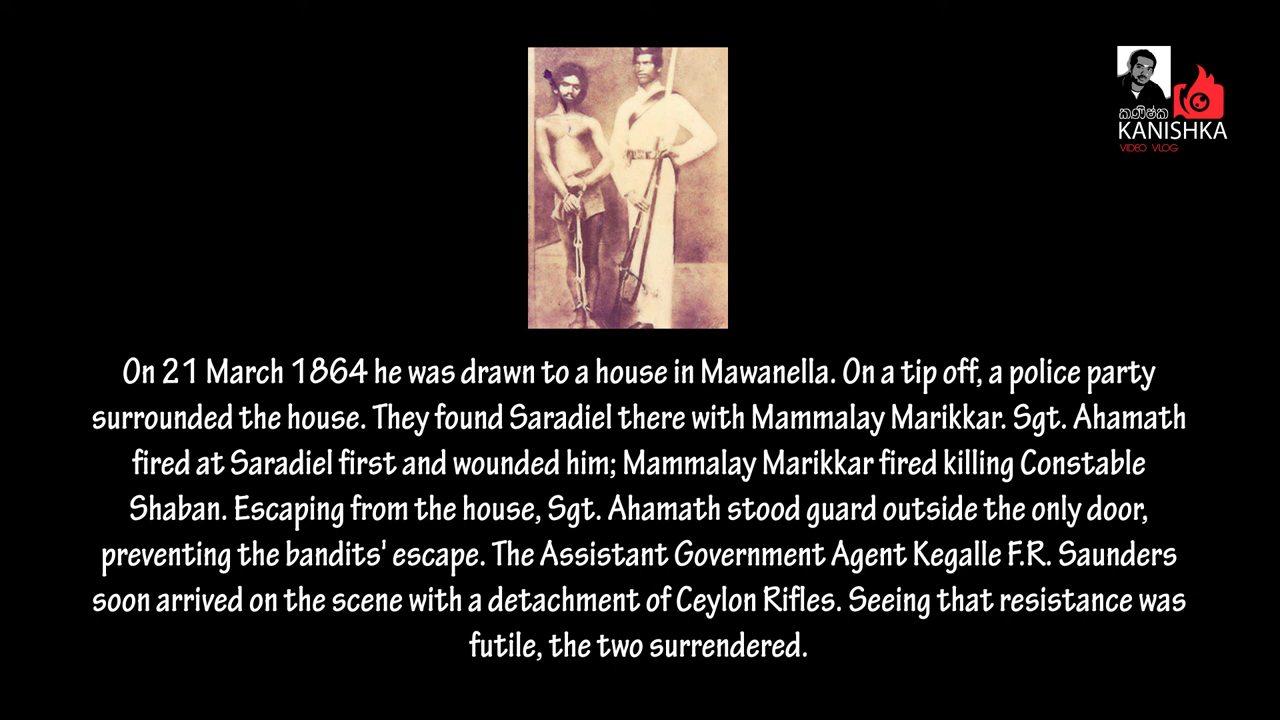 කණිෂ්ක
KANISHKA
VIDEO VLOG
On 21 March 1864 he was drawn to a house in Mawanella. On a tip off, a police party
surrounded the house. They found Saradiel there with Mammalay Marikkar. Sgt. Ahamath
fired at Saradiel first and wounded him; Mammalay Marikkar fired killing Constable
Shaban. Escaping from the house, Sgt. Ahamath stood guard outside the only door,
preventing the bandits' escape. The Assistant Government Agent Kegalle F.R. Saunders
soon arrived on the scene with a detachment of Ceylon Rifles. Seeing that resistance was
futile, the two surrendered.